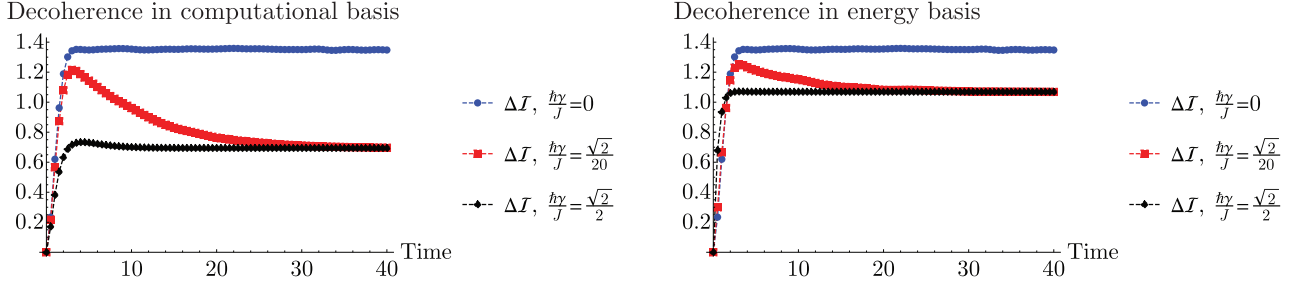 Decoherence in computational basis
1.4
1.2
1.0
0.8
0.6
0.4
0.2
10 20 30 40
Time
Δℐ, ℏγ/J=0
Δℐ, ℏγ/J=√2/20
Δℐ, ℏγ/J=√2/2
Decoherence in energy basis
1.4
1.2
1.0
0.8
0.6
0.4
0.2
10 20 30 40
Time
Δℐ, ℏγ/J=0
Δℐ, ℏγ/J=√2/20
Δℐ, ℏγ/J=√2/2